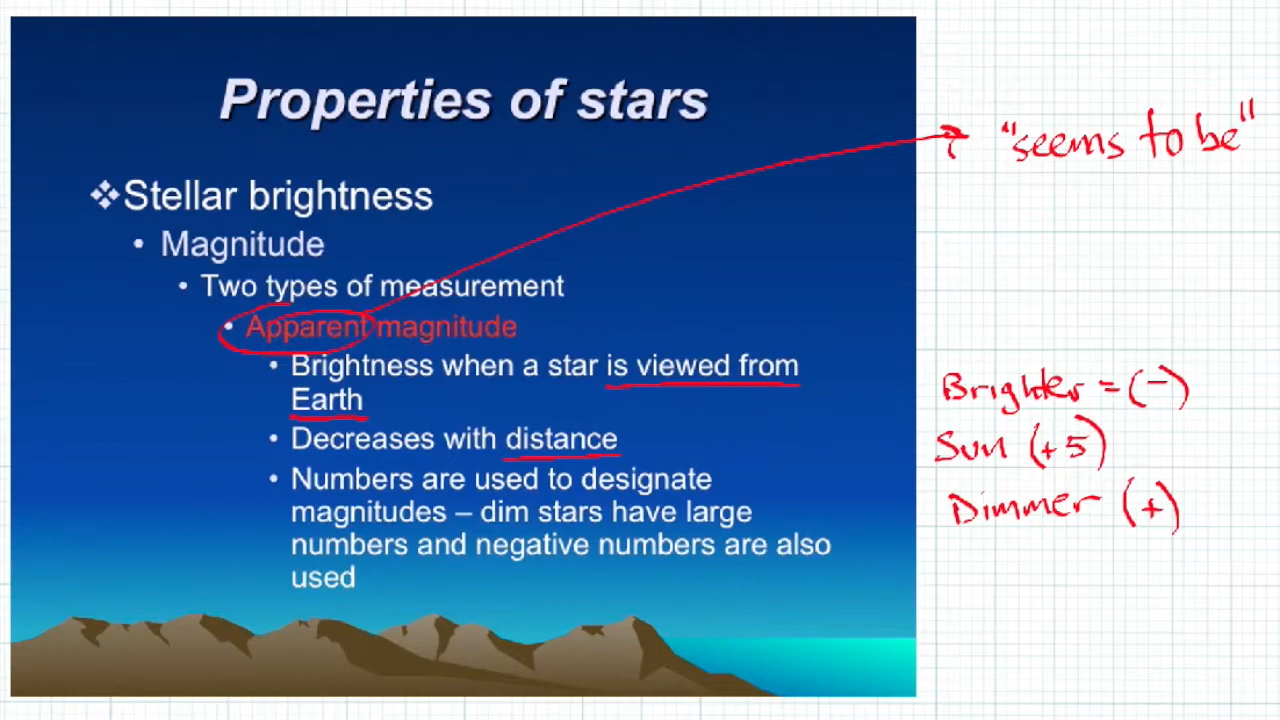 Properties of stars
"seems to be"
❖Stellar brightness
• Magnitude
• Two types of measurement
• Apparent magnitude
• Brightness when a star is viewed from
Earth
• Decreases with distance
• Numbers are used to designate
magnitudes – dim stars have large
numbers and negative numbers are also
used
Brighter = (-)
Sun (+5)
Dimmer (+)